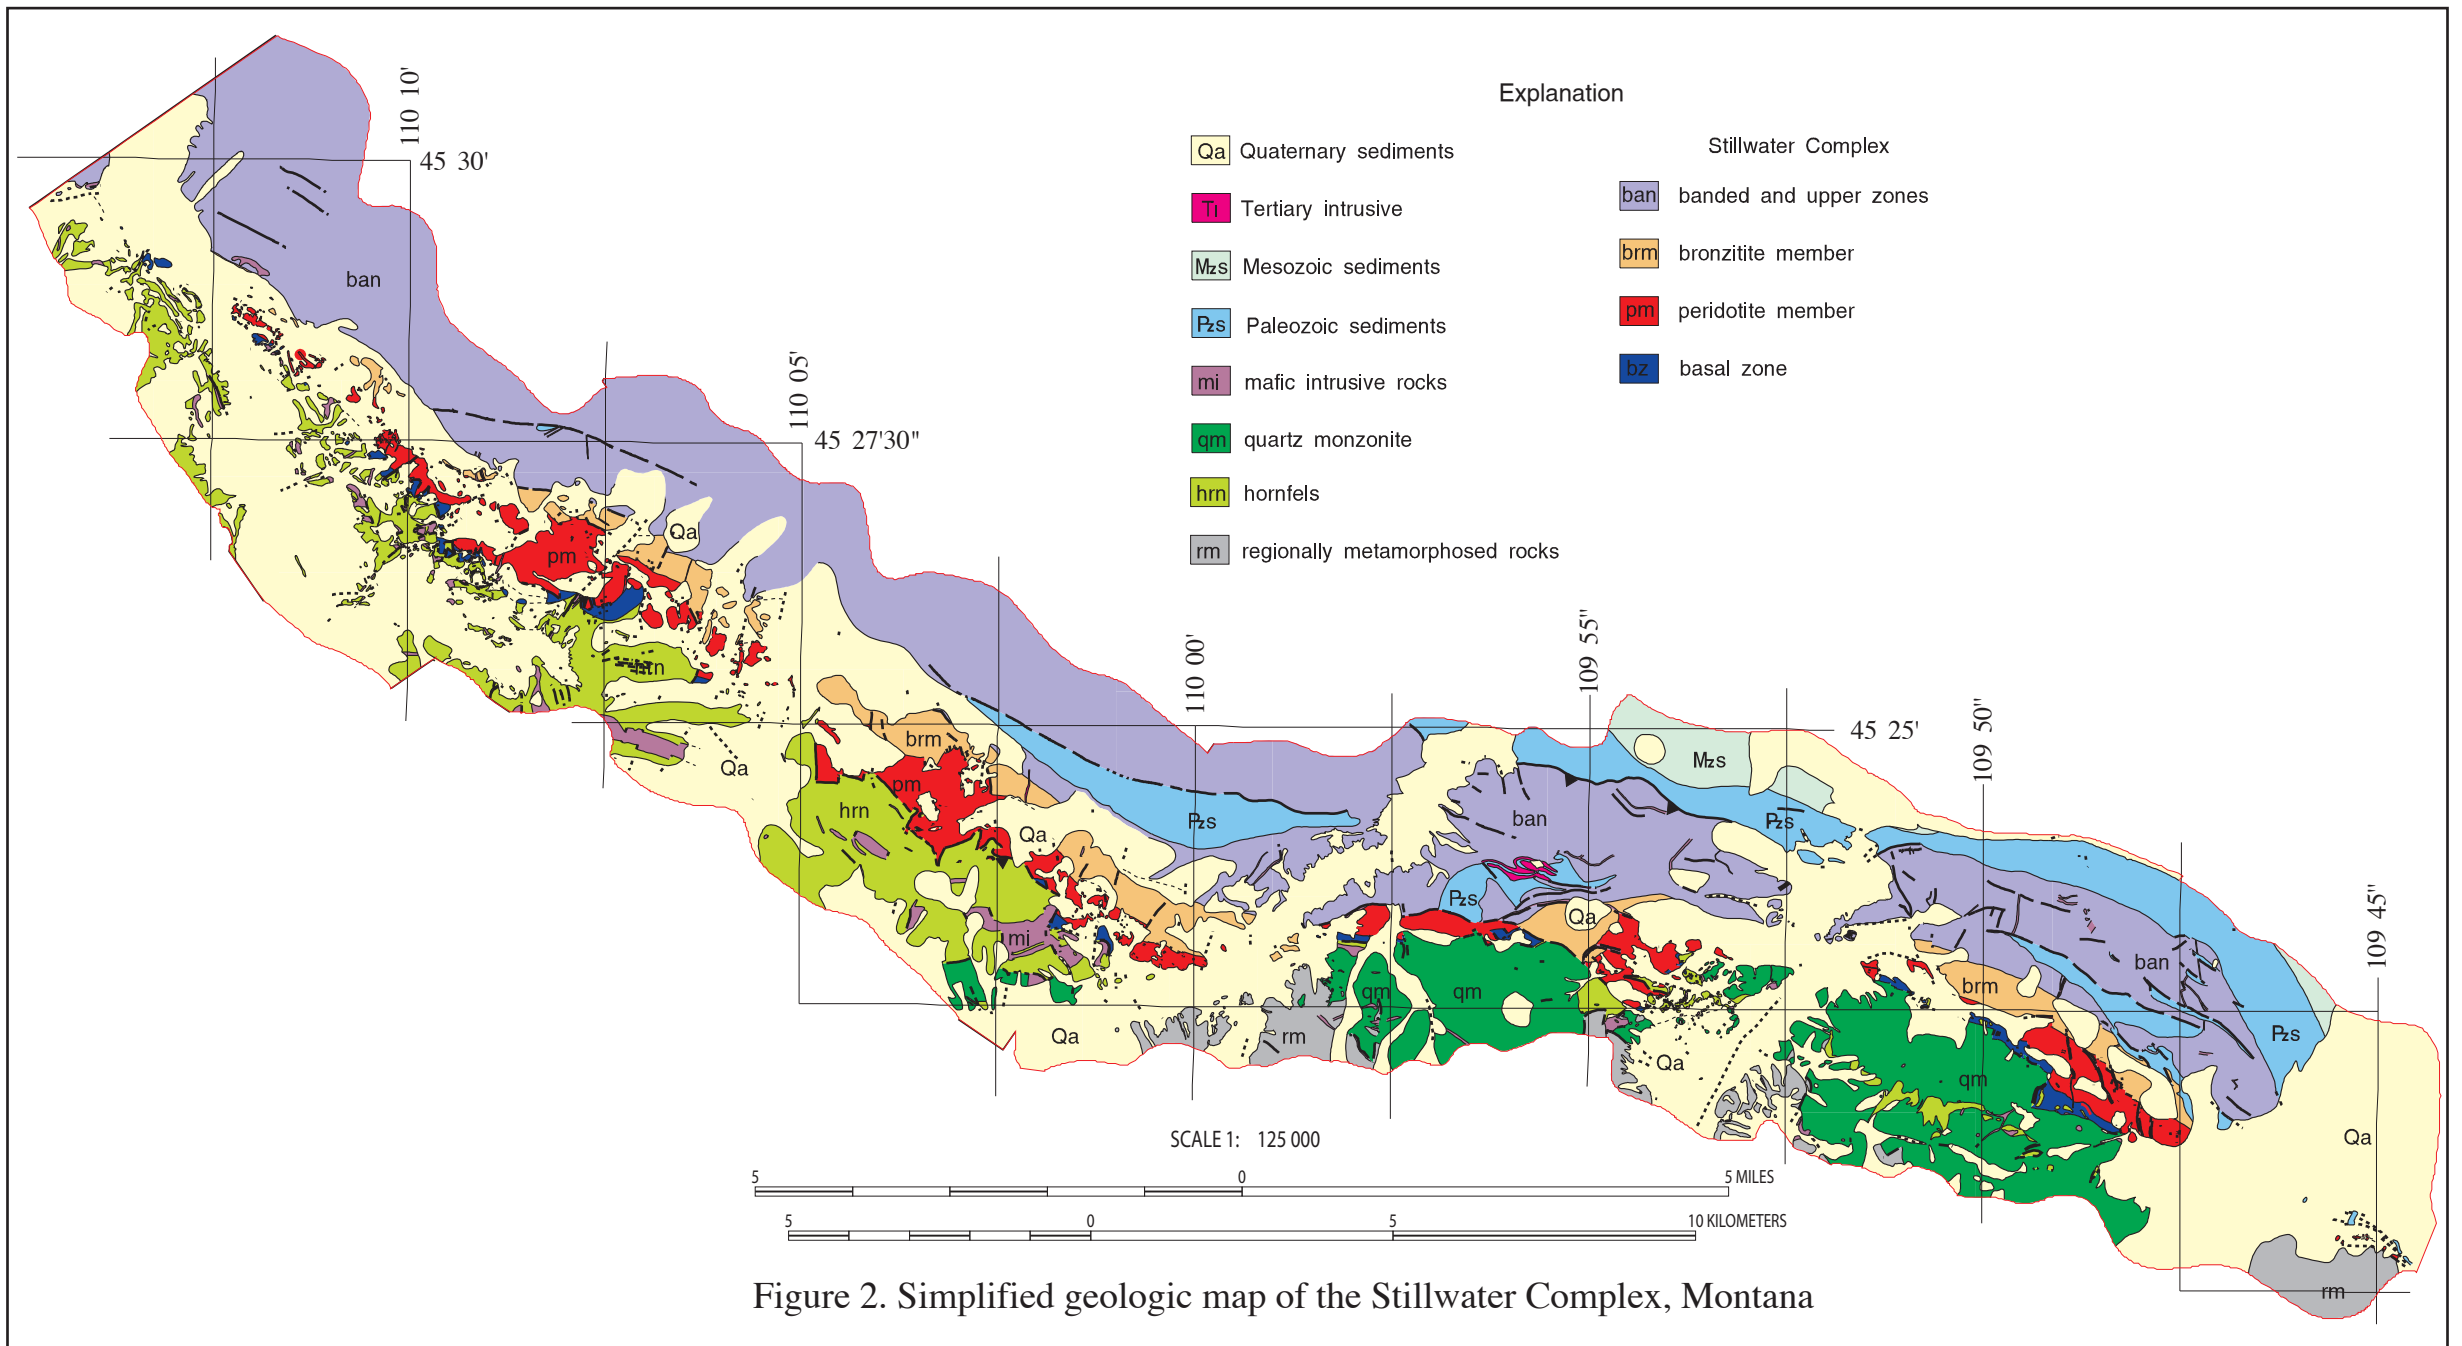 Explanation
Qa Quaternary sediments
Tı Tertiary intrusive
Mzs Mesozoic sediments
Pzs Paleozoic sediments
mi mafic intrusive rocks
qm quartz monzonite
hrn hornfels
rm regionally metamorphosed rocks
Stillwater Complex
ban banded and upper zones
brm bronzitite member
pm peridotite member
bz basal zone
110 10'
45 30'
ban
110 05'
45 27'30"
Qa
pm
hrn
110 00'
109 55"
45 25'
109 50"
109 45"
brm
Qa
pm
hrn
Qa
mi
Pzs
Mzs
Pzs
ban
Pzs
Qa
qm
qm
rm
Qa
Qa
ban
brm
Pzs
qm
Qa
rm
SCALE 1: 125 000
5 0 5 MILES
5 0 5 10 KILOMETERS
Figure 2. Simplified geologic map of the Stillwater Complex, Montana